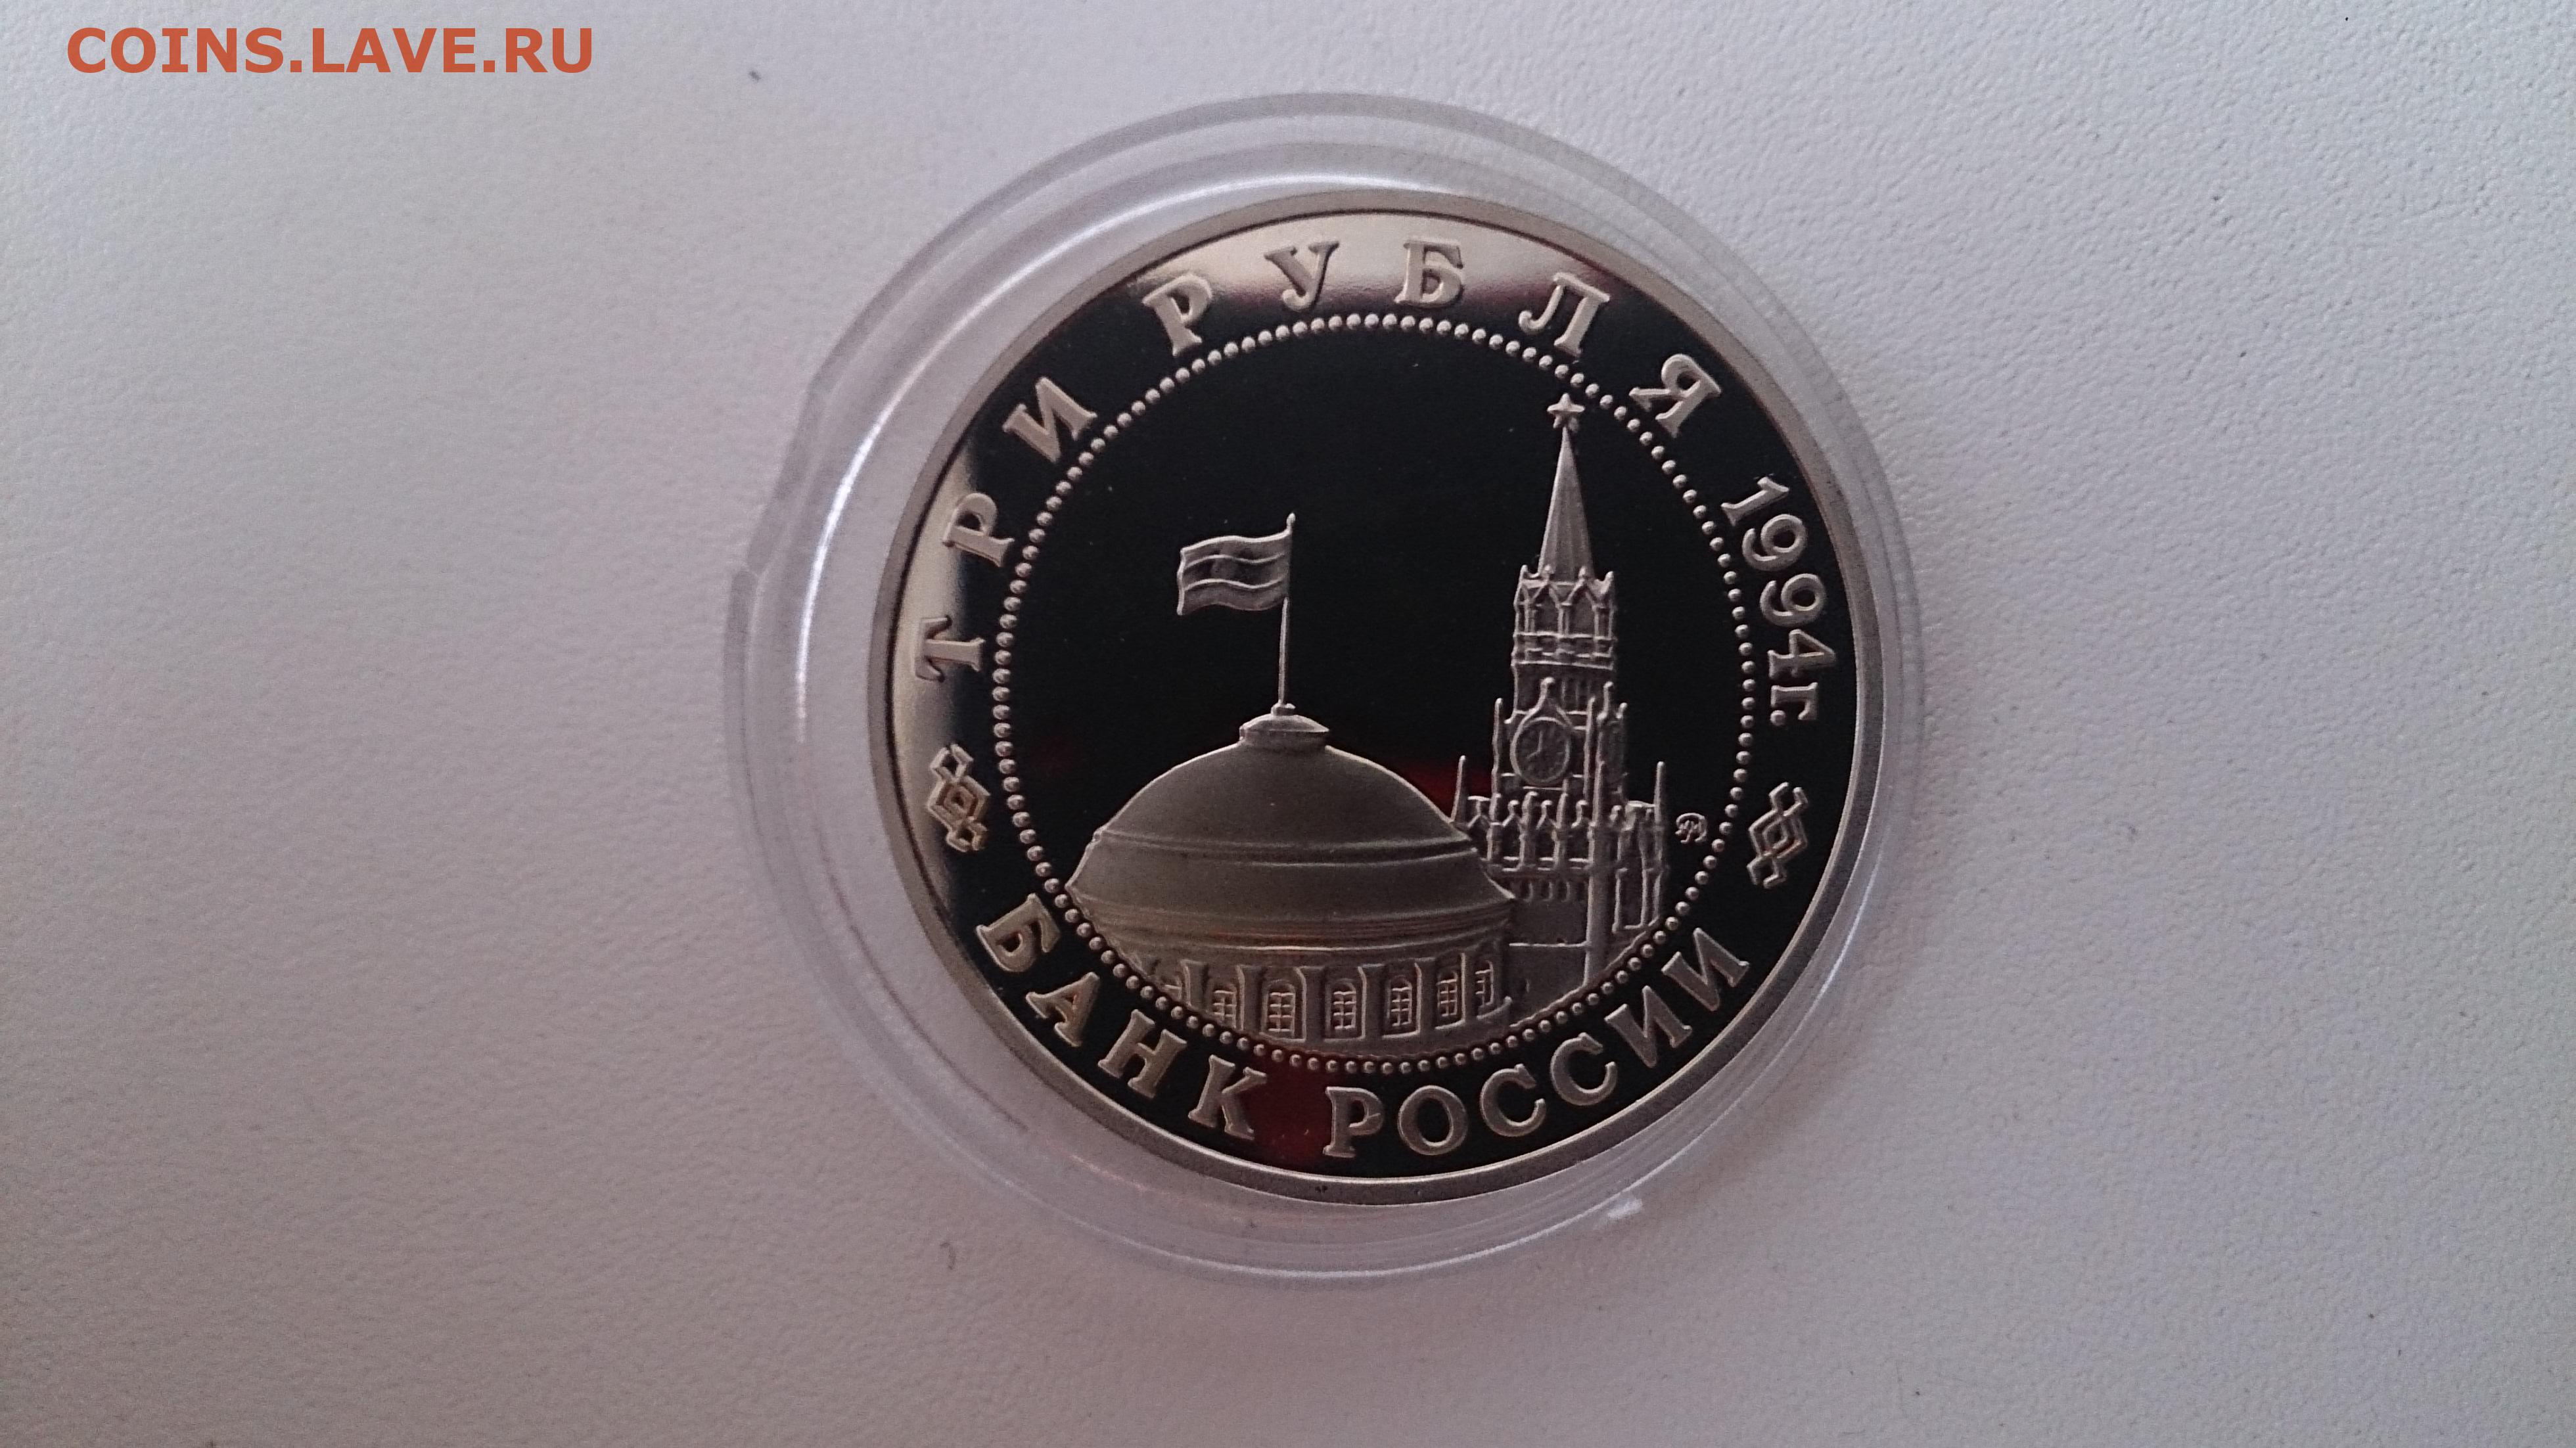 COINS.LAVE.RU
ТРИ РУБЛЯ 1994г.
БАНК РОССИИ